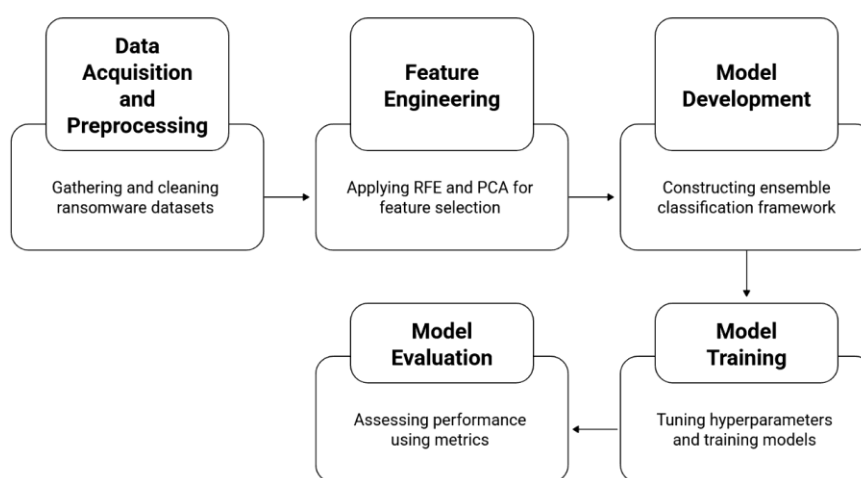 Data
Acquisition
and
Preprocessing
Gathering and cleaning
ransomware datasets
Feature
Engineering
Applying RFE and PCA for
feature selection
Model
Development
Constructing ensemble
classification framework
Model
Training
Tuning hyperparameters
and training models
Model
Evaluation
Assessing performance
using metrics